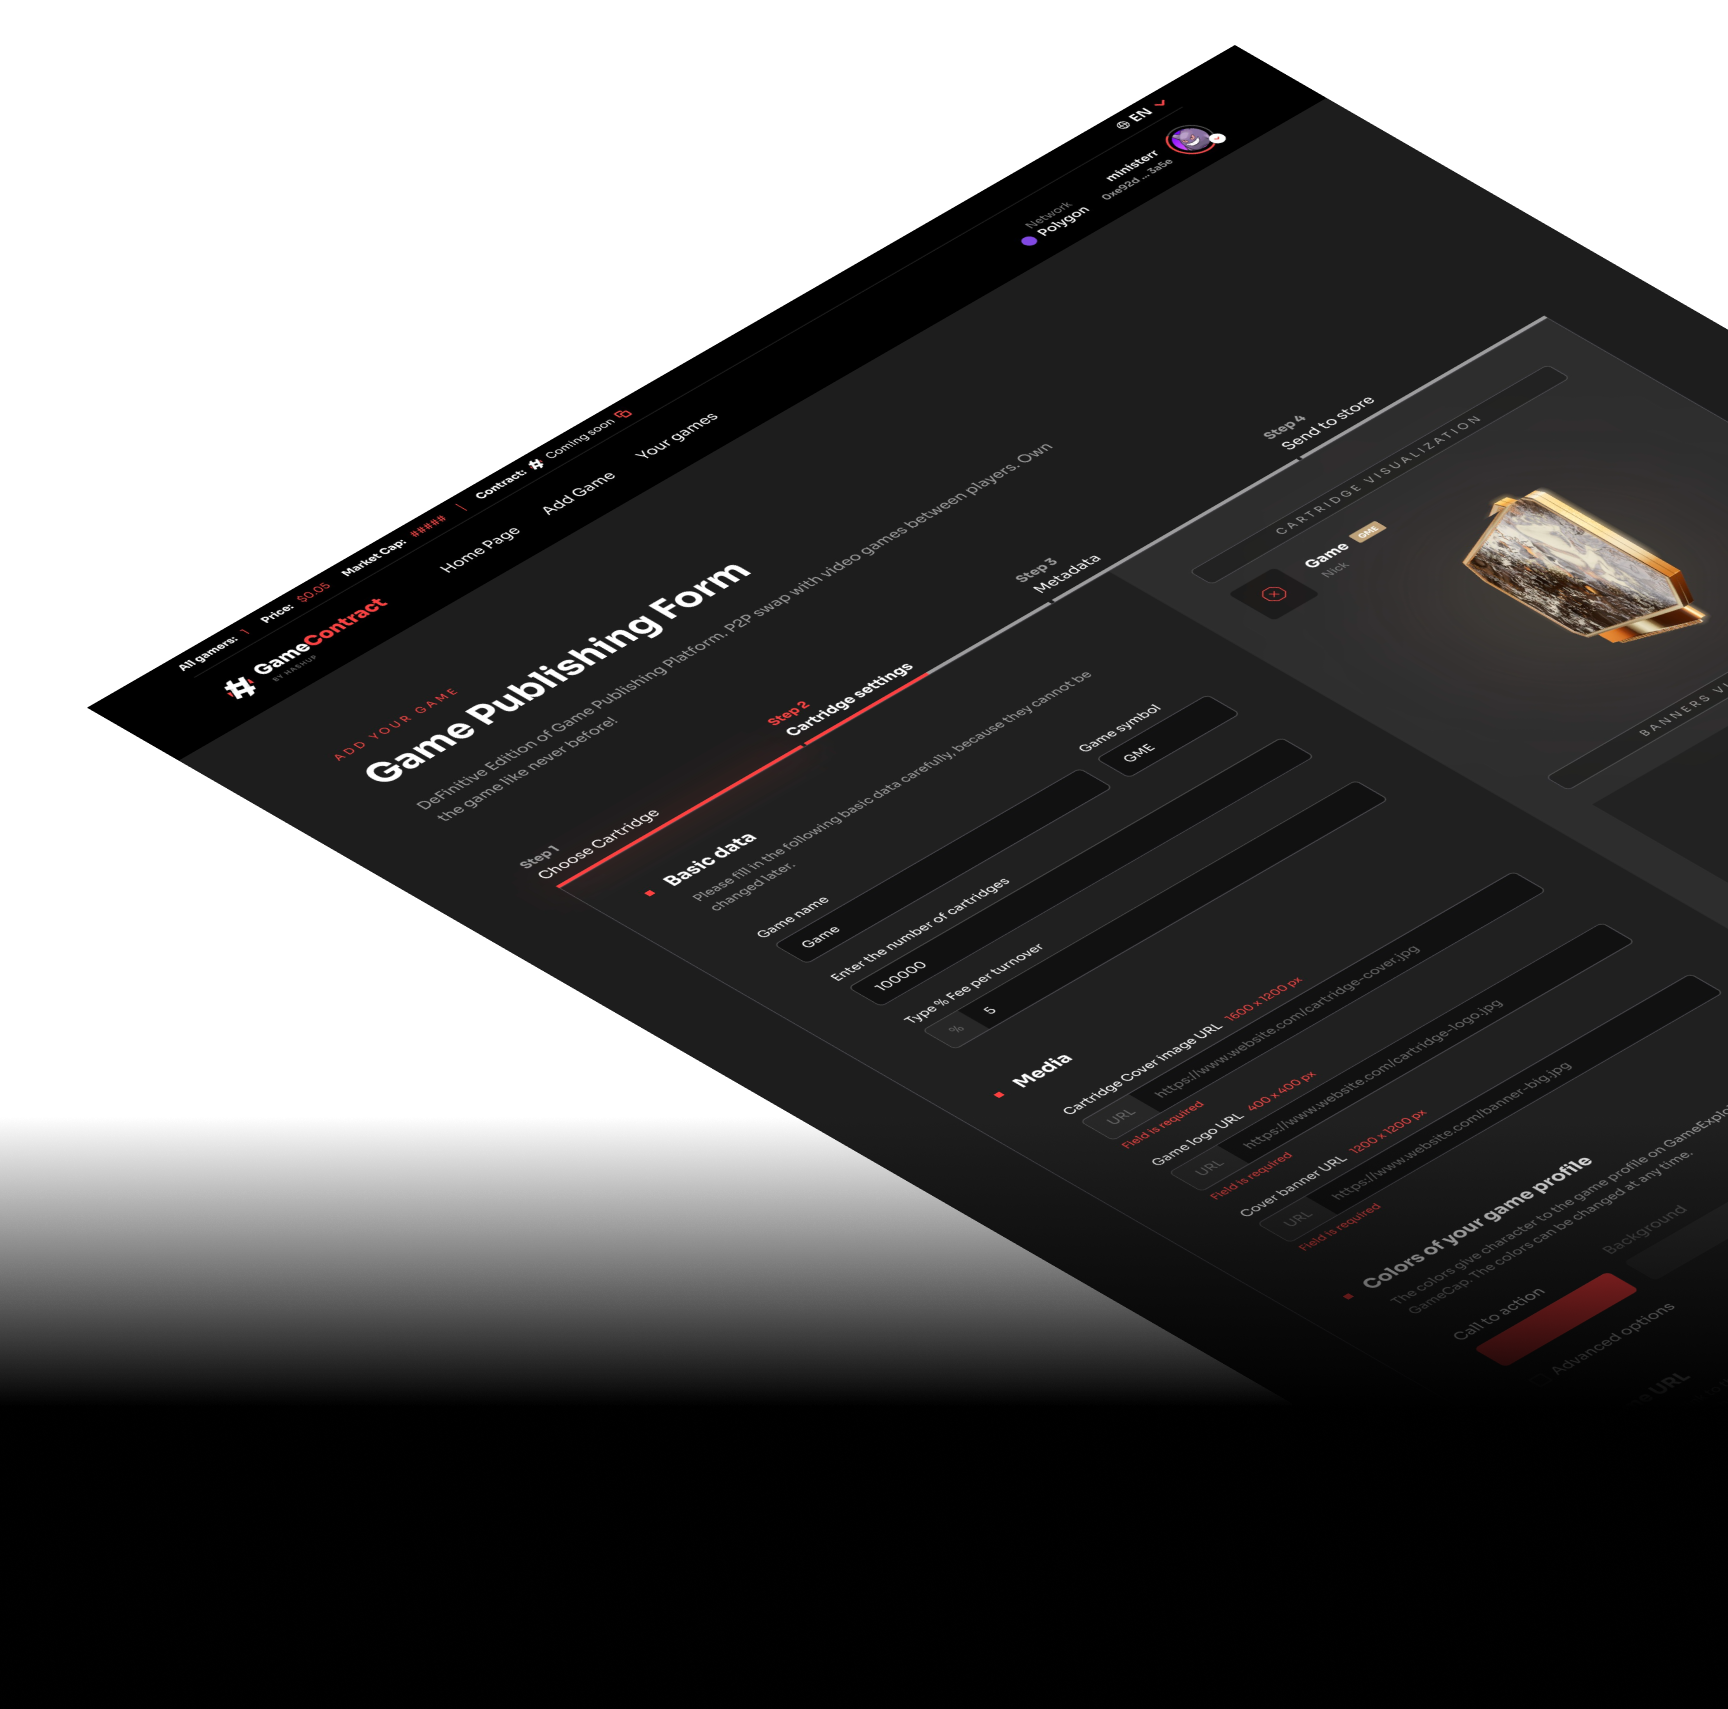 All gamers: 1 Price: $0.05 Market Cap: ##### | Contract: # Coming soon
EN
GameContract
BY HASHUP
Home Page Add Game Your games
Network
Polygon
ministerr
0xe92d ... 3a5e
ADD YOUR GAME
Game Publishing Form
DeFinitive Edition of Game Publishing Platform. P2P swap with video games between players. Own
the game like never before!
Step 1
Choose Cartridge
Step 2
Cartridge settings
Step 3
Metadata
Step 4
Send to store
Basic data
Please fill in the following basic data carefully, because they cannot be
changed later.
Game name
Game
Game symbol
GME
Enter the number of cartridges
100000
Type % Fee per turnover
%
5
Media
Cartridge Cover image URL 1600 x 1200 px
URL https://www.website.com/cartridge-cover.jpg
Field is required
Game logo URL 400 x 400 px
URL https://www.website.com/cartridge-logo.jpg
Field is required
Cover banner URL 1200 x 1200 px
URL https://www.website.com/banner-big.jpg
Field is required
Colors of your game profile
The colors give character to the game profile on GameExplo
GameCap. The colors can be changed at any time.
Call to action
Background
Advanced options
URL
CARTRIDGE VISUALIZATION
Game GME
Nick
BANNERS V